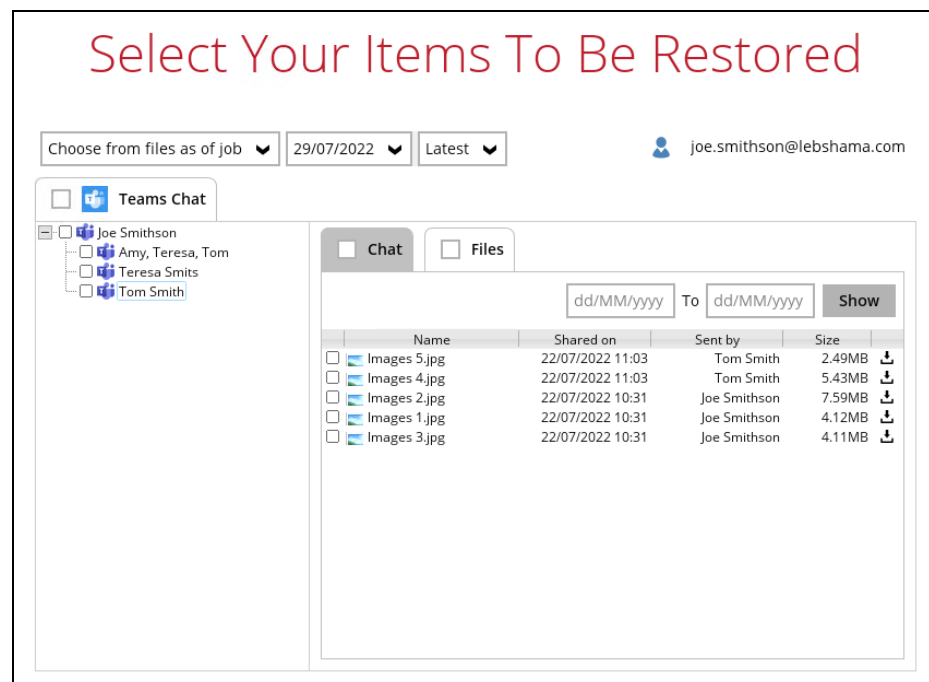 Select Your Items To Be Restored
Choose from files as of job 29/07/2022 Latest joe.smithson@lebshama.com
Teams Chat
Joe Smithson
Amy, Teresa, Tom
Teresa Smits
Tom Smith
Chat Files
dd/MM/yyyy To dd/MM/yyyy Show
Name Shared on Sent by Size
Images 5.jpg 22/07/2022 11:03 Tom Smith 2.49MB
Images 4.jpg 22/07/2022 11:03 Tom Smith 5.43MB
Images 2.jpg 22/07/2022 10:31 Joe Smithson 7.59MB
Images 1.jpg 22/07/2022 10:31 Joe Smithson 4.12MB
Images 3.jpg 22/07/2022 10:31 Joe Smithson 4.11MB